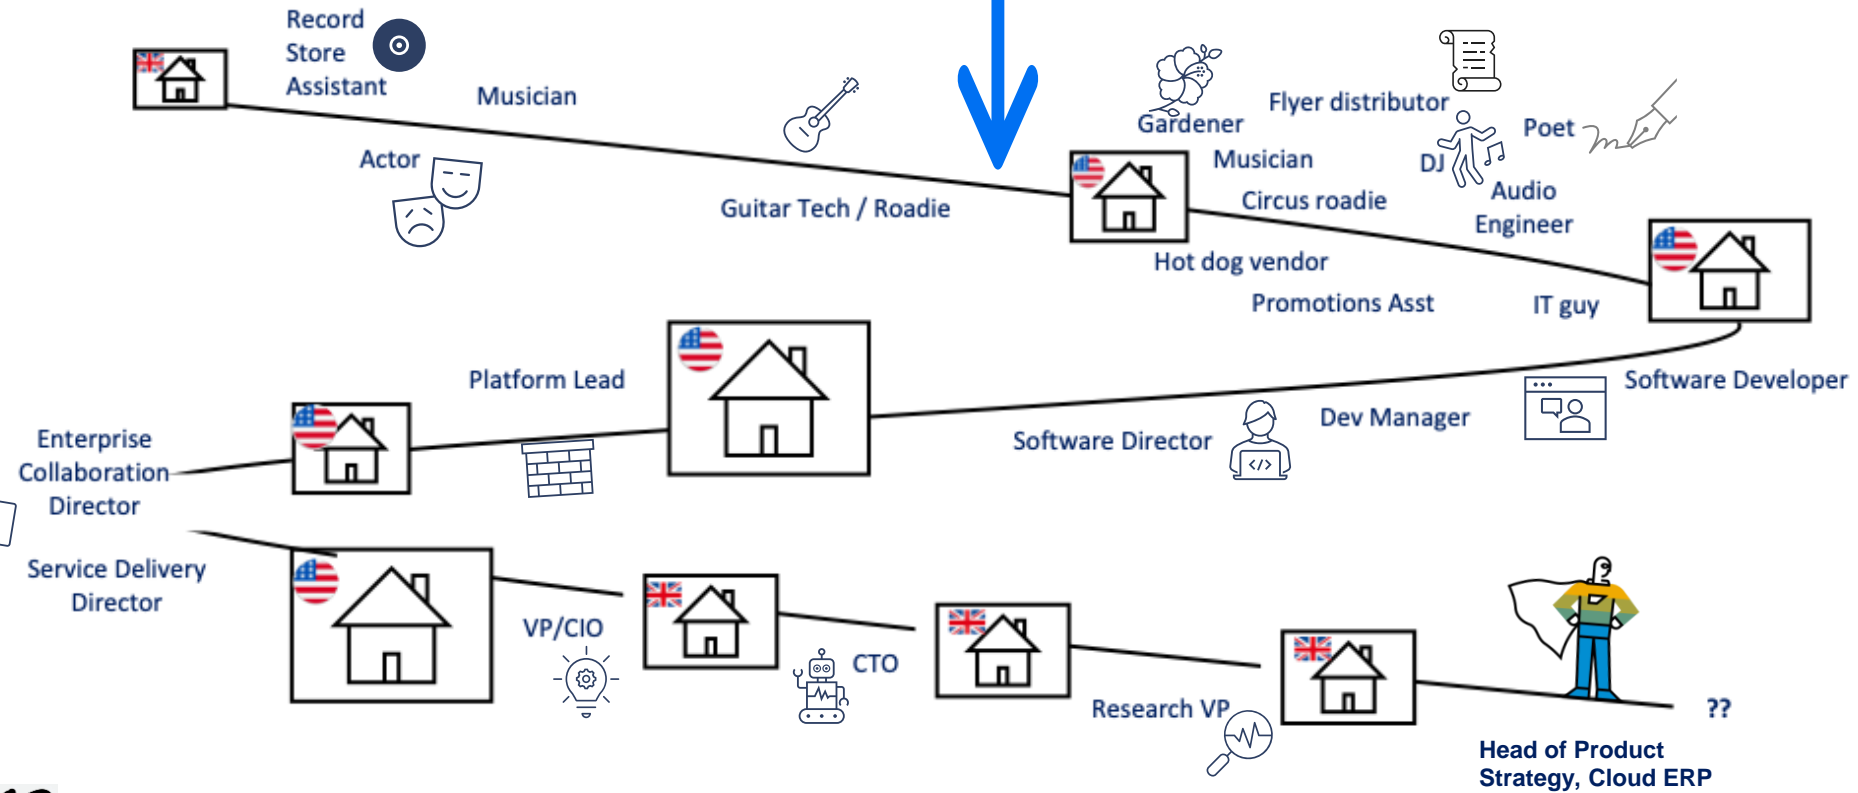 Record
Store
Assistant
Musician
Actor
Guitar Tech / Roadie
Gardener
Flyer distributor
Poet
Musician
DJ
Circus roadie
Audio
Engineer
Hot dog vendor
Promotions Asst
IT guy
Software Developer
Dev Manager
Software Director
Platform Lead
Enterprise
Collaboration
Director
Service Delivery
Director
VP/CIO
CTO
Research VP
??
Head of Product
Strategy, Cloud ERP